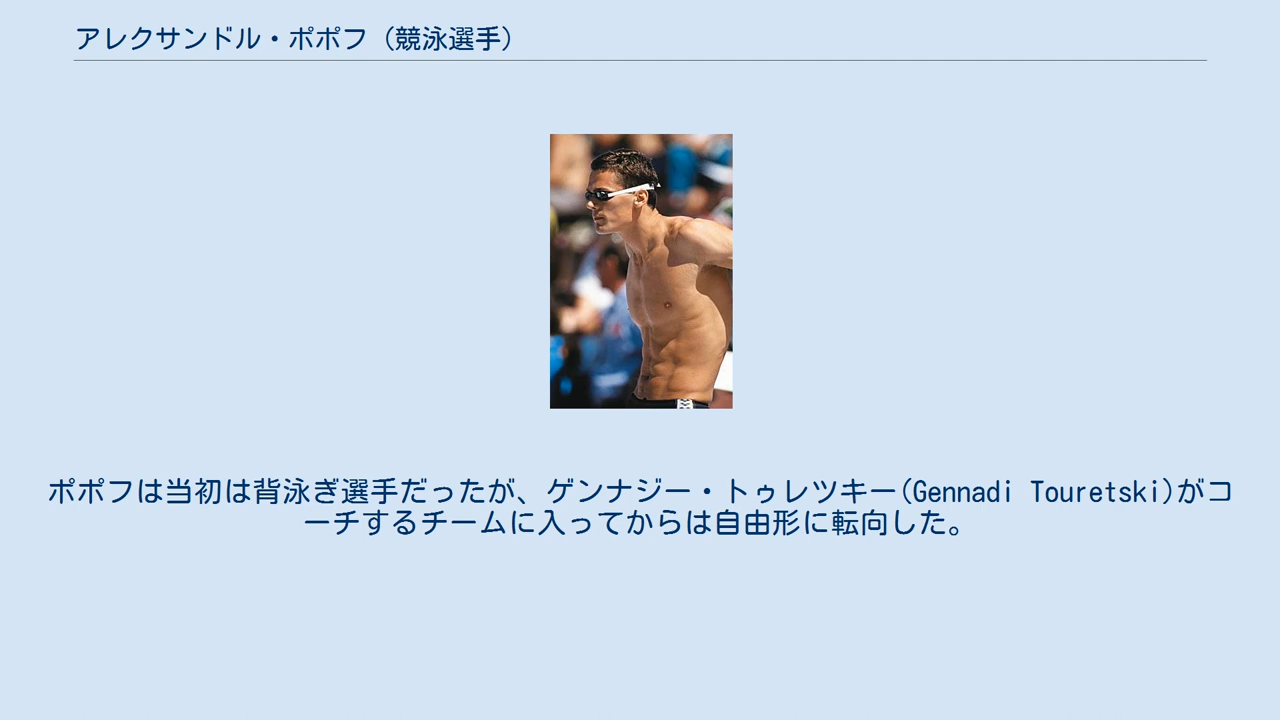 アレクサンドル・ポポフ（競泳選手）
ポポフは当初は背泳ぎ選手だったが、ゲンナジー・トゥレツキー(Gennadi Touretski)がコ
ーチするチームに入ってからは自由形に転向した。